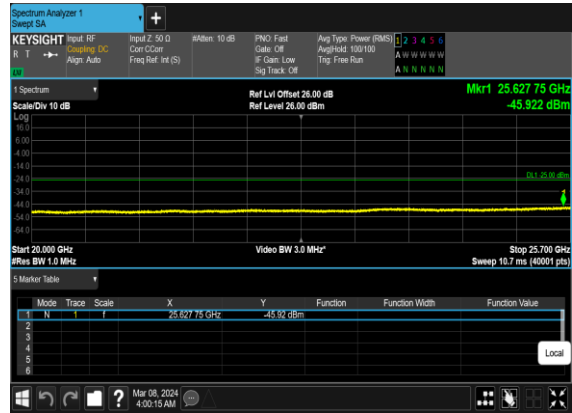 Spectrum Analyzer 1
Swept SA
+
KEYSIGHT Input: RF Input Z: 50 Ω #Atten: 10 dB PNO: Fast Avg Type: Power (RMS) 1 2 3 4 5 6
R T Coupling: DC Corr CCorr Gate: Off Avg|Hold: 100/100 A W W W W W
Align: Auto Freq Ref: Int (S) IF Gain: Low Trig: Free Run
Sig Track: Off A N N N N N
1 Spectrum Ref Lvl Offset 26.00 dB Mkr1 25.627 75 GHz
Scale/Div 10 dB Ref Level 26.00 dBm -45.922 dBm
Log
16.0
6.00
-4.00
-14.0
-24.0 DL1 -25.00 dBm
-34.0 1
-44.0
-54.0
-64.0
Start 20.000 GHz Video BW 3.0 MHz* Stop 25.700 GHz
#Res BW 1.0 MHz Sweep 10.7 ms (40001 pts)
5 Marker Table
Mode Trace Scale X Y Function Function Width Function Value
1 N 1 f 25.627 75 GHz -45.92 dBm
2
3
4
5
6
Local
? Mar 08, 2024
4:00:15 AM